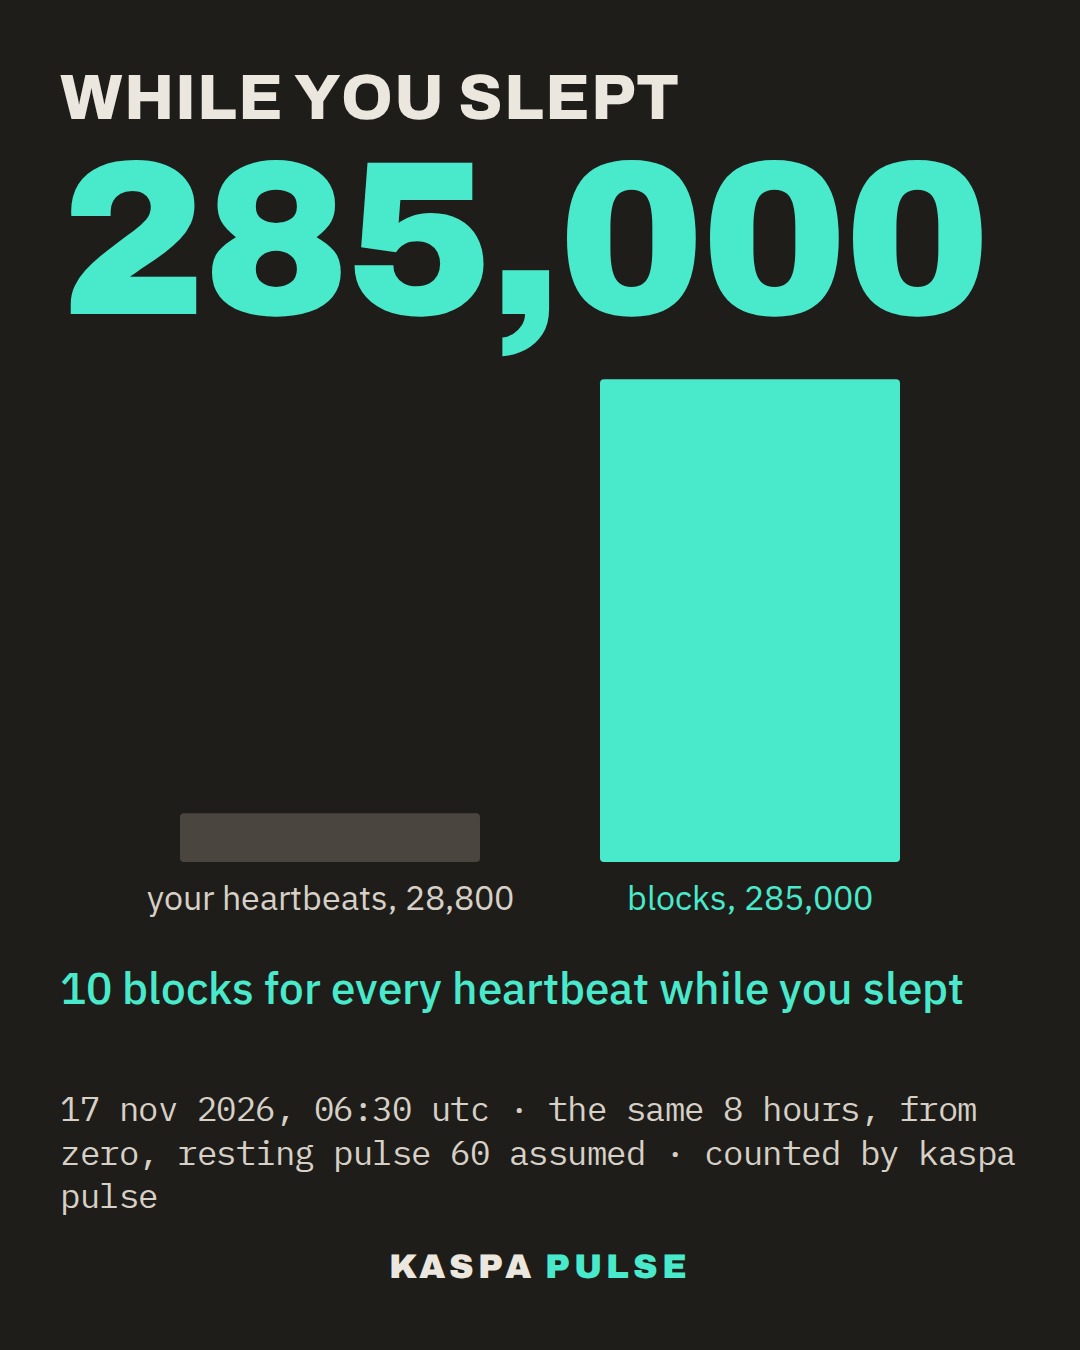 WHILE YOU SLEPT
285,000
your heartbeats, 28,800
blocks, 285,000
10 blocks for every heartbeat while you slept
17 nov 2026, 06:30 utc · the same 8 hours, from
zero, resting pulse 60 assumed · counted by kaspa
pulse
KASPA PULSE